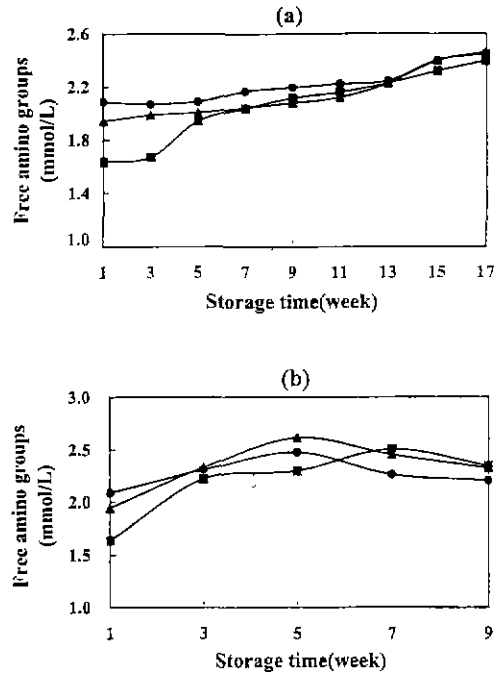 (a)
Free amino groups
(mmol/L)
2.6
2.2
1.8
1.4
1.0
1 3 5 7 9 11 13 15 17
Storage time(week)
(b)
Free amino groups
(mmol/L)
3.0
2.5
2.0
1.5
1.0
1 3 5 7 9
Storage time(week)